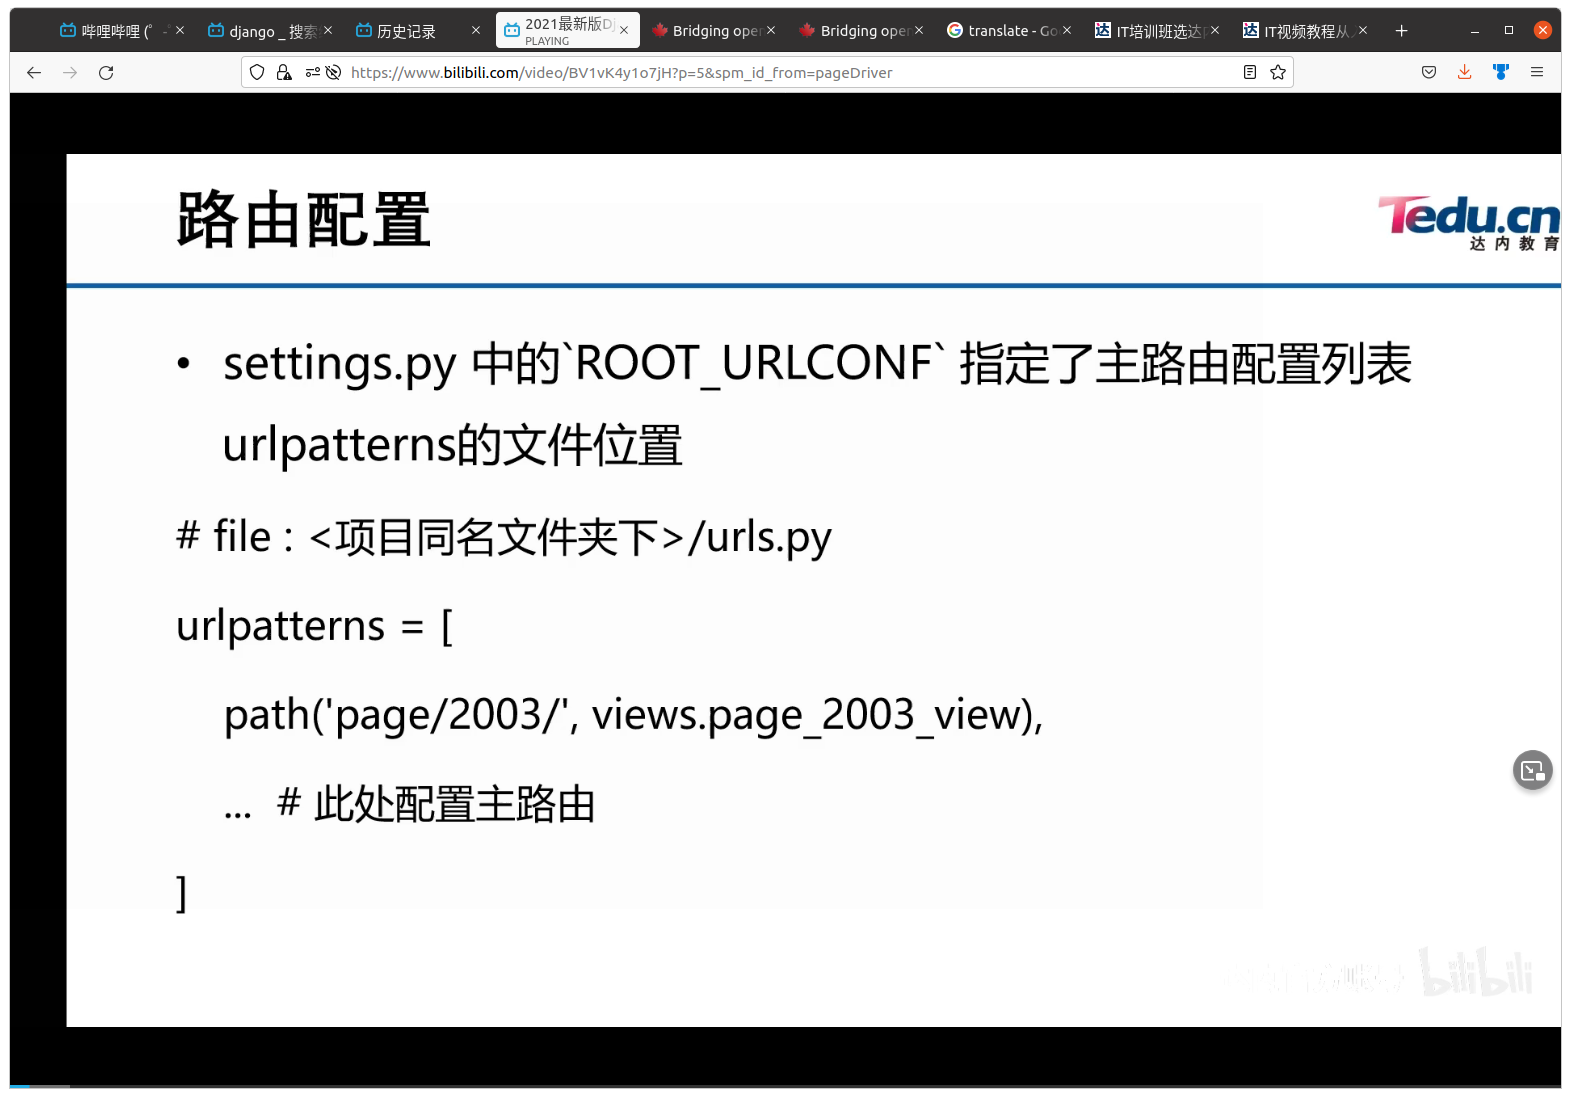 哔哩哔哩 (゜
django _ 搜索
历史记录
2021最新版Dj
PLAYING
Bridging oper
Bridging oper
translate - Go
IT培训班选达内
IT视频教程从入
https://www.bilibili.com/video/BV1vK4y1o7jH?p=5&spm_id_from=pageDriver
路由配置
Tedu.cn
达内教育
• settings.py 中的`ROOT_URLCONF` 指定了主路由配置列表
urlpatterns的文件位置
# file : <项目同名文件夹下>/urls.py
urlpatterns = [
path('page/2003/', views.page_2003_view),
... # 此处配置主路由
]
bilibili